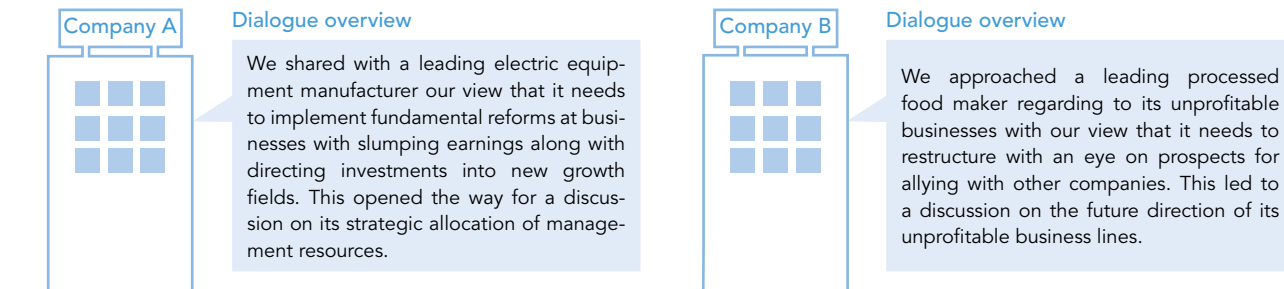 Company A
Dialogue overview
We shared with a leading electric equip-
ment manufacturer our view that it needs
to implement fundamental reforms at busi-
nesses with slumping earnings along with
directing investments into new growth
fields. This opened the way for a discus-
sion on its strategic allocation of manage-
ment resources.
Company B
Dialogue overview
We approached a leading processed
food maker regarding to its unprofitable
businesses with our view that it needs to
restructure with an eye on prospects for
allying with other companies. This led to
a discussion on the future direction of its
unprofitable business lines.